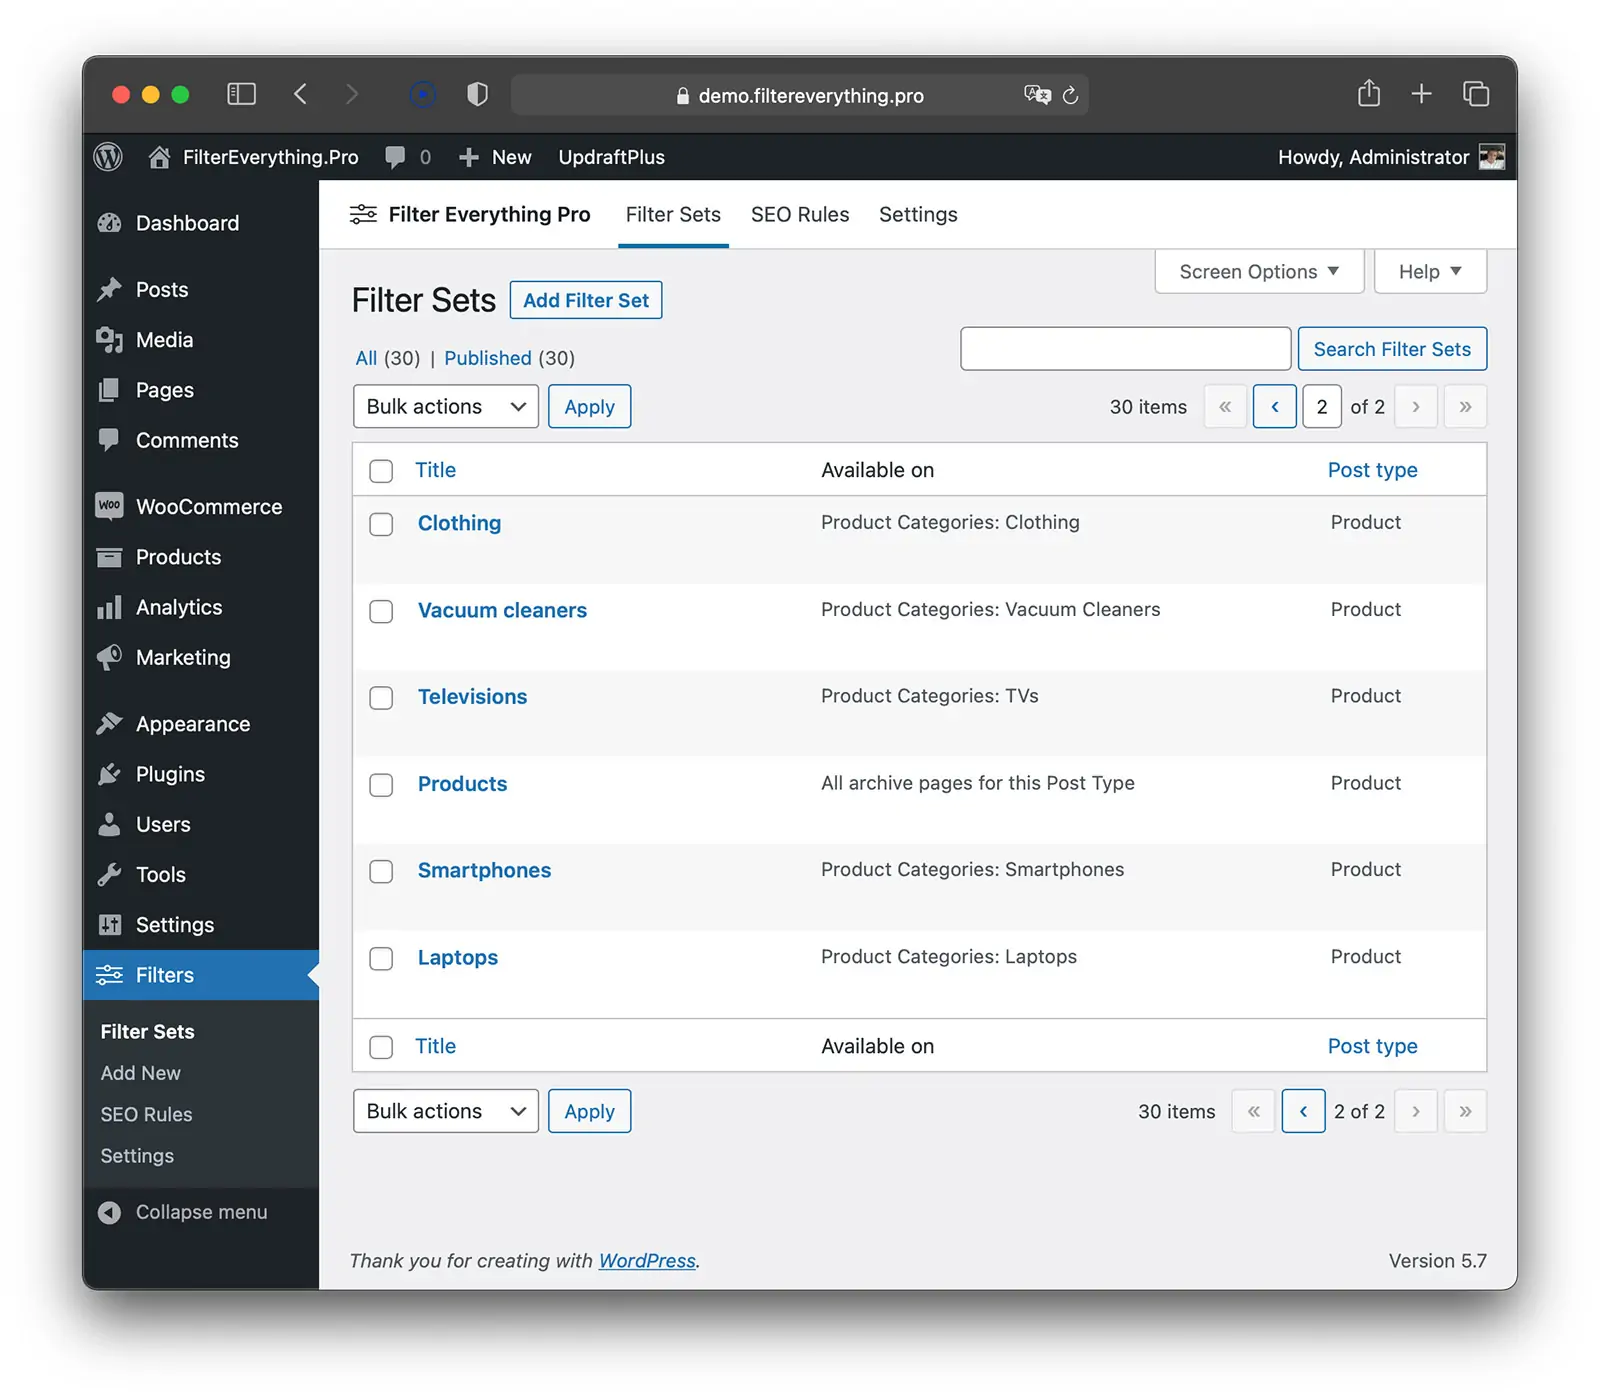 demo.filtereverything.pro
FilterEverything.Pro 0 New UpdraftPlus Howdy, Administrator
Dashboard
Posts
Media
Pages
Comments
WOO WooCommerce
Products
Analytics
Marketing
Appearance
Plugins
Users
Tools
Settings
Filters
Filter Sets
Add New
SEO Rules
Settings
Collapse menu
Filter Everything Pro Filter Sets SEO Rules Settings
Screen Options ▼ Help ▼
Filter Sets Add Filter Set
All (30) | Published (30)
Search Filter Sets
Bulk actions Apply 30 items « ‹ 2 of 2 › »
Title Available on Post type
Clothing Product Categories: Clothing Product
Vacuum cleaners Product Categories: Vacuum Cleaners Product
Televisions Product Categories: TVs Product
Products All archive pages for this Post Type Product
Smartphones Product Categories: Smartphones Product
Laptops Product Categories: Laptops Product
Title Available on Post type
Bulk actions Apply 30 items « ‹ 2 of 2 › »
Thank you for creating with WordPress. Version 5.7